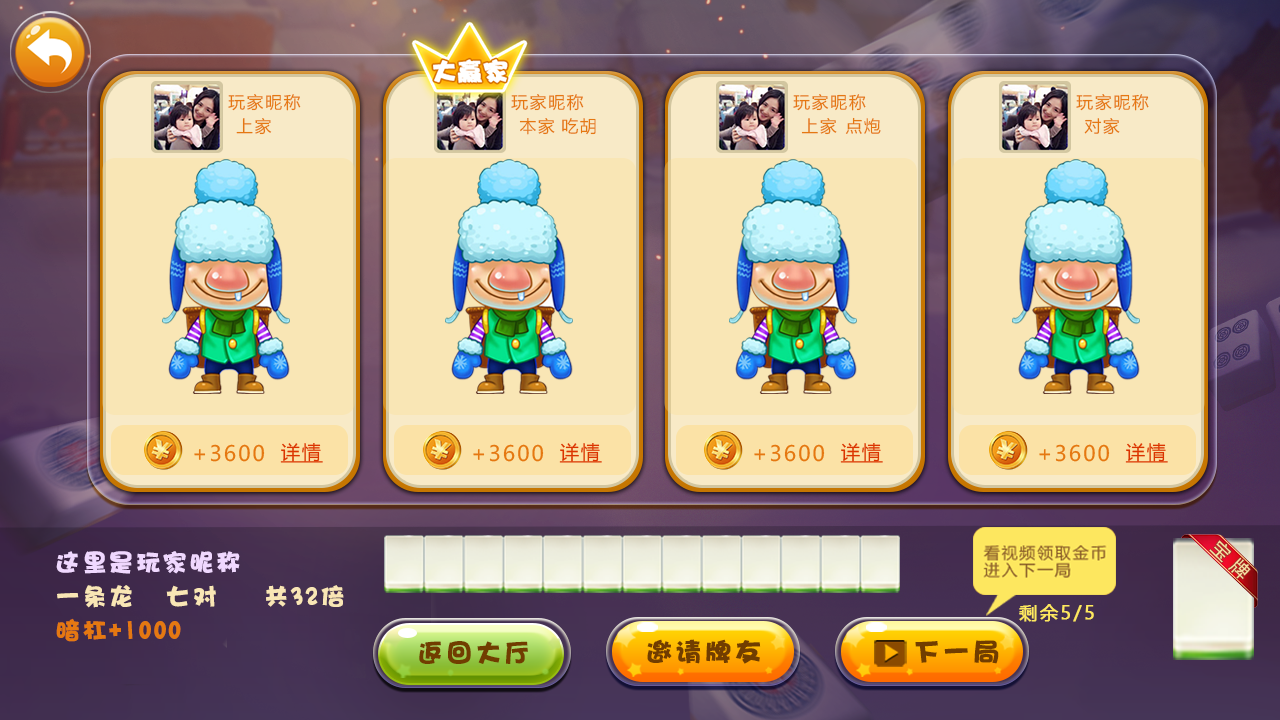 大赢家
玩家昵称
上家
玩家昵称
本家 吃胡
玩家昵称
上家 点炮
玩家昵称
对家
+3600 详情
+3600 详情
+3600 详情
+3600 详情
这里是玩家昵称
一条龙 七对 共32倍
暗杠+1000
看视频领取金币
进入下一局
剩余5/5
宝牌
返回大厅
邀请牌友
下一局